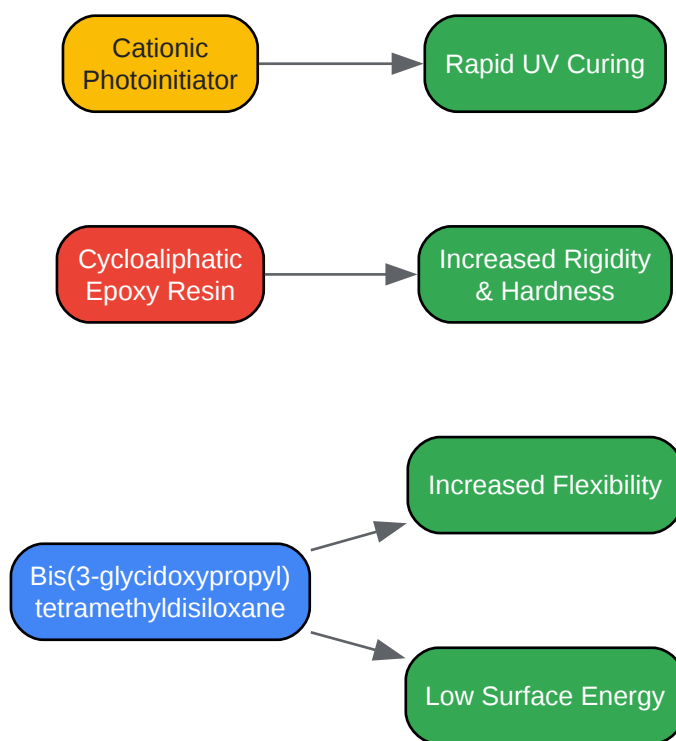 Cationic
Photoinitiator
Rapid UV Curing
Cycloaliphatic
Epoxy Resin
Increased Rigidity
& Hardness
Increased Flexibility
Bis(3-glycidoxypropyl)
tetramethyldisiloxane
Low Surface Energy